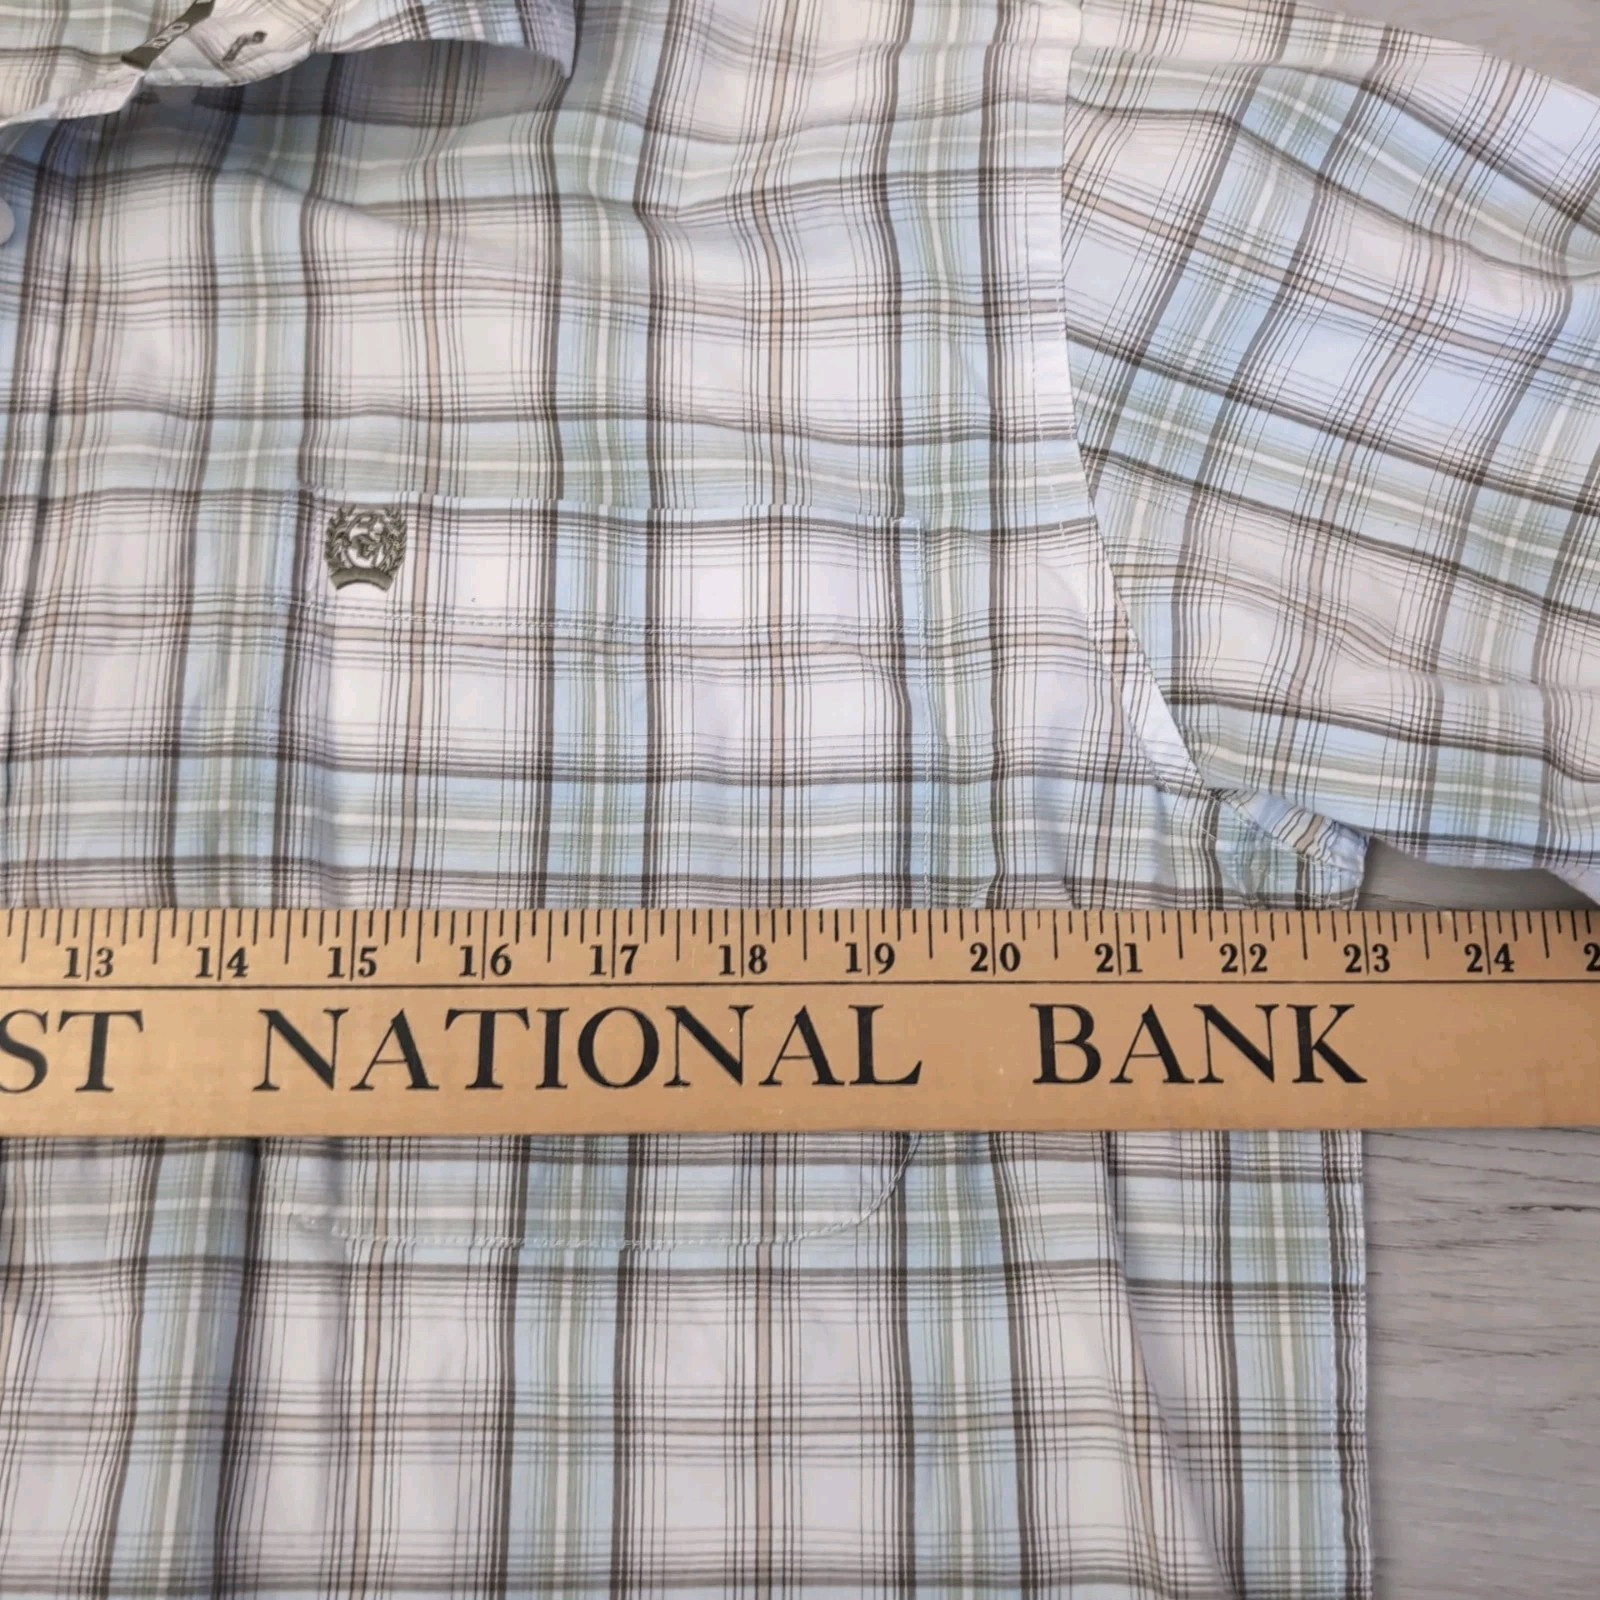 13 14 15 16 17 18 19 20 21 22 23 24
ST NATIONAL BANK